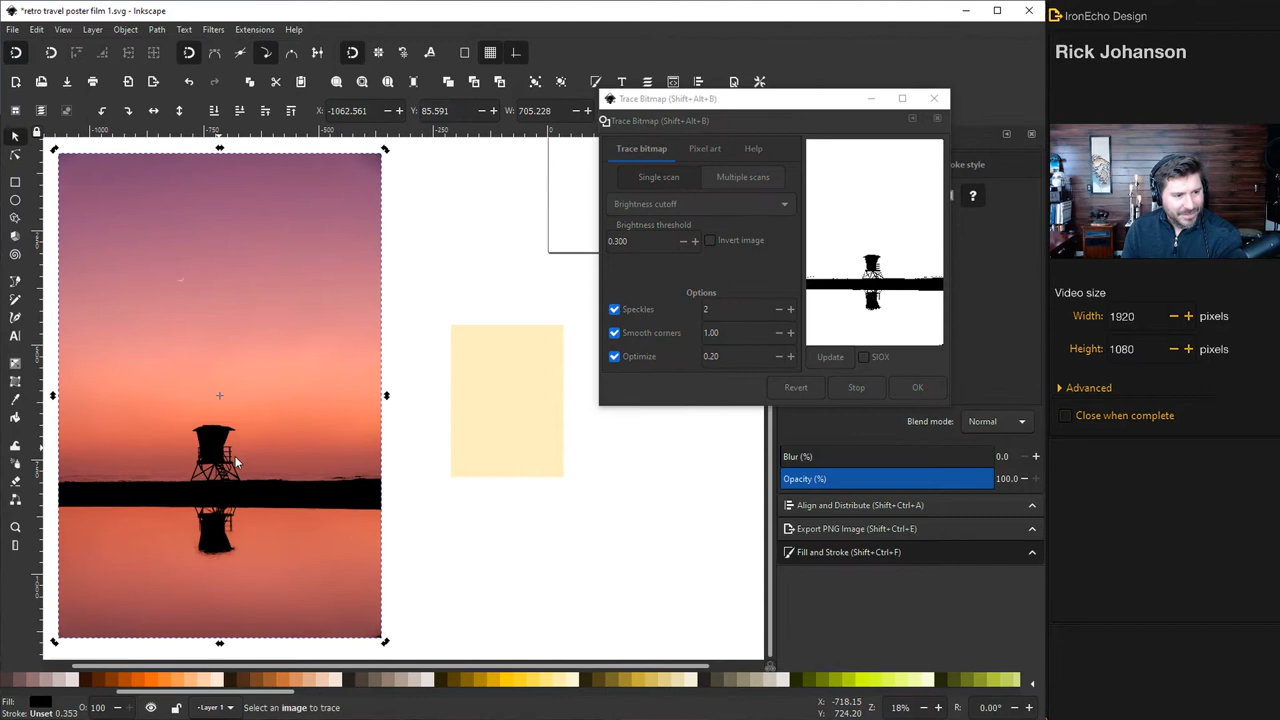 *retro travel poster film 1.svg - Inkscape
File Edit View Layer Object Path Text Filters Extensions Help
X: -1062.561 Y: 85.591 W: 705.228
-1000 -750 -500 -250 0
Trace Bitmap (Shift+Alt+B)
Trace Bitmap (Shift+Alt+B)
Trace bitmap Pixel art Help
Single scan Multiple scans
Brightness cutoff
Brightness threshold
0.300 Invert image
Options
Speckles 2
Smooth corners 1.00
Optimize 0.20
Update SIOX
Revert Stop OK
oke style
?
Blend mode: Normal
Blur (%) 0.0
Opacity (%) 100.0
Align and Distribute (Shift+Ctrl+A)
Export PNG Image (Shift+Ctrl+E)
Fill and Stroke (Shift+Ctrl+F)
IronEcho Design
Rick Johanson
Video size
Width: 1920 pixels
Height: 1080 pixels
Advanced
Close when complete
Fill:
Stroke: Unset 0.353
O: 100
-Layer 1
Select an image to trace
X: -718.15
Y: 724.20
Z: 18%
R: 0.00°